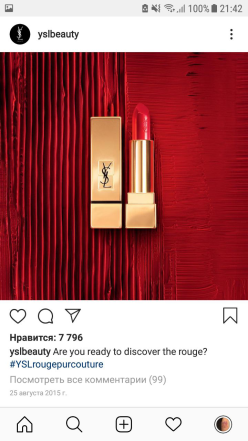 100% 21:42
yslbeauty
YSL
Нравится: 7 796
yslbeauty Are you ready to discover the rouge?
#YSLrougepurcouture
Посмотреть все комментарии (99)
25 августа 2015 г.